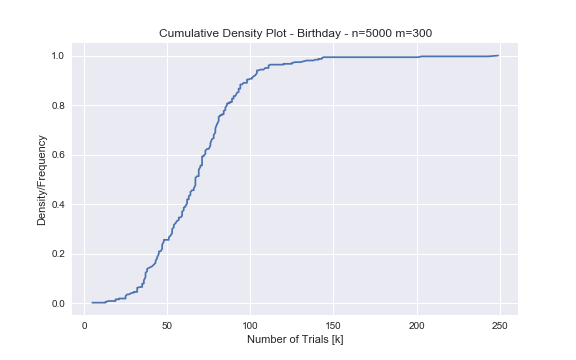 Cumulative Density Plot - Birthday - n=5000 m=300
1.0
0.8
0.6
0.4
0.2
0.0
Density/Frequency
0 50 100 150 200 250
Number of Trials [k]